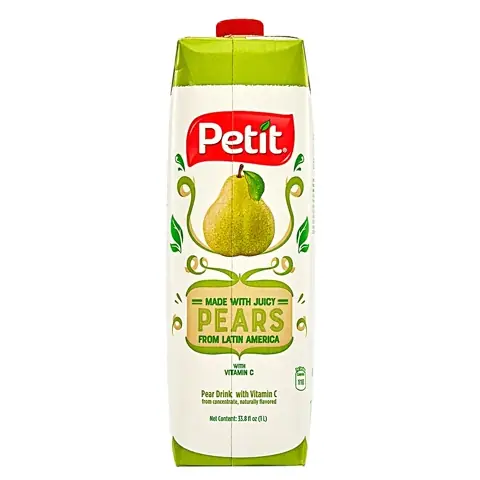 Petit
MADE WITH JUICY
PEARS
FROM LATIN AMERICA
WITH
VITAMIN C
Pear Drink with Vitamin C
from concentrate, naturally flavored
Net Content: 33.8 fl oz (1 L)